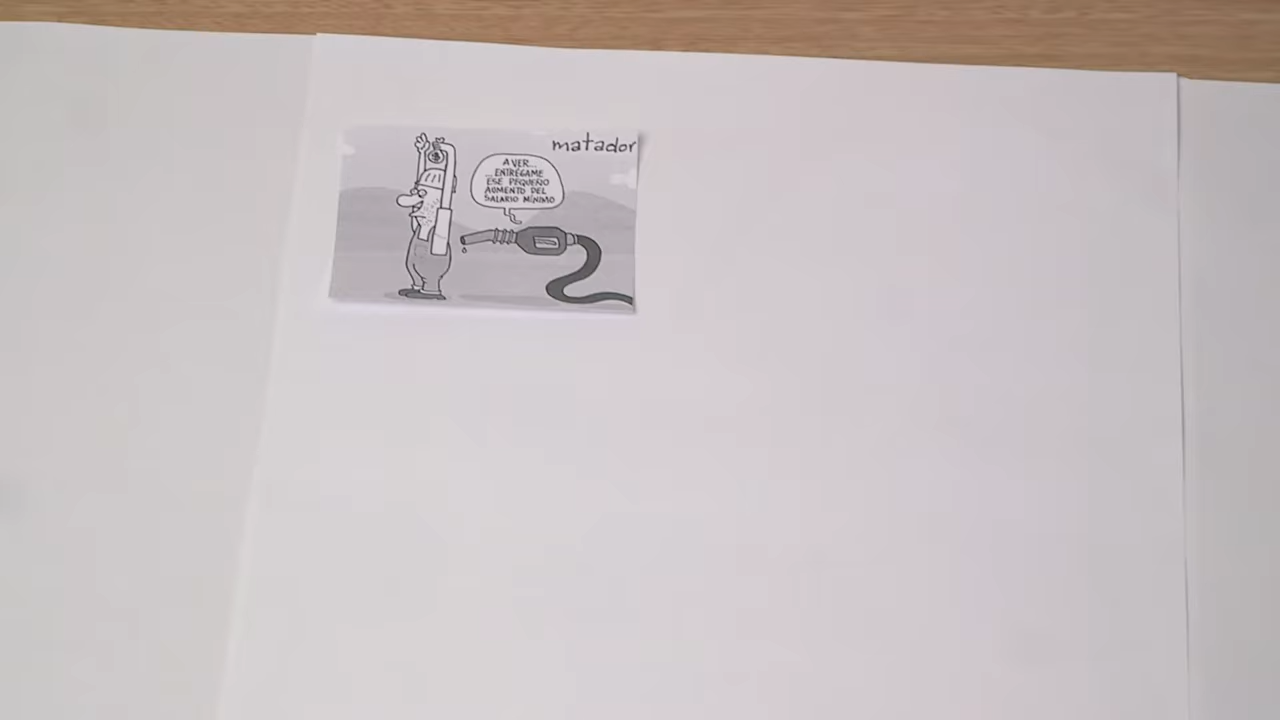 matador
A VER...
...ENTRÉGAME
ESE PEQUEÑO
AUMENTO DEL
SALARIO MÍNIMO